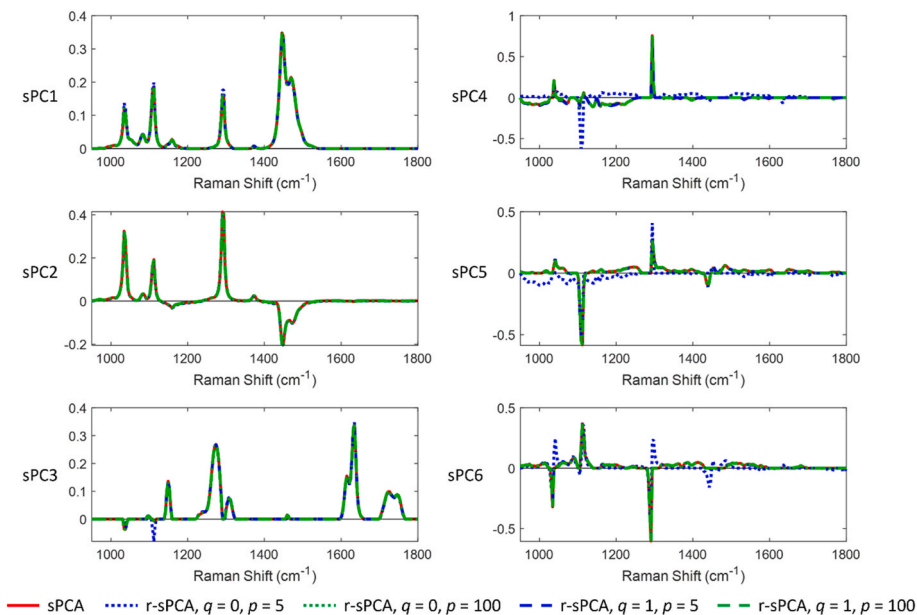 0.4
0.3
0.2
0.1
0
sPC1
1000 1200 1400 1600 1800
Raman Shift (cm⁻¹)
1
0.5
0
-0.5
sPC4
1000 1200 1400 1600 1800
Raman Shift (cm⁻¹)
0.4
0.2
0
-0.2
sPC2
1000 1200 1400 1600 1800
Raman Shift (cm⁻¹)
0.5
0
-0.5
sPC5
1000 1200 1400 1600 1800
Raman Shift (cm⁻¹)
0.4
0.3
0.2
0.1
0
sPC3
1000 1200 1400 1600 1800
Raman Shift (cm⁻¹)
0.5
0
-0.5
sPC6
1000 1200 1400 1600 1800
Raman Shift (cm⁻¹)
sPCA r-sPCA, q = 0, p = 5 r-sPCA, q = 0, p = 100 r-sPCA, q = 1, p = 5 r-sPCA, q = 1, p = 100